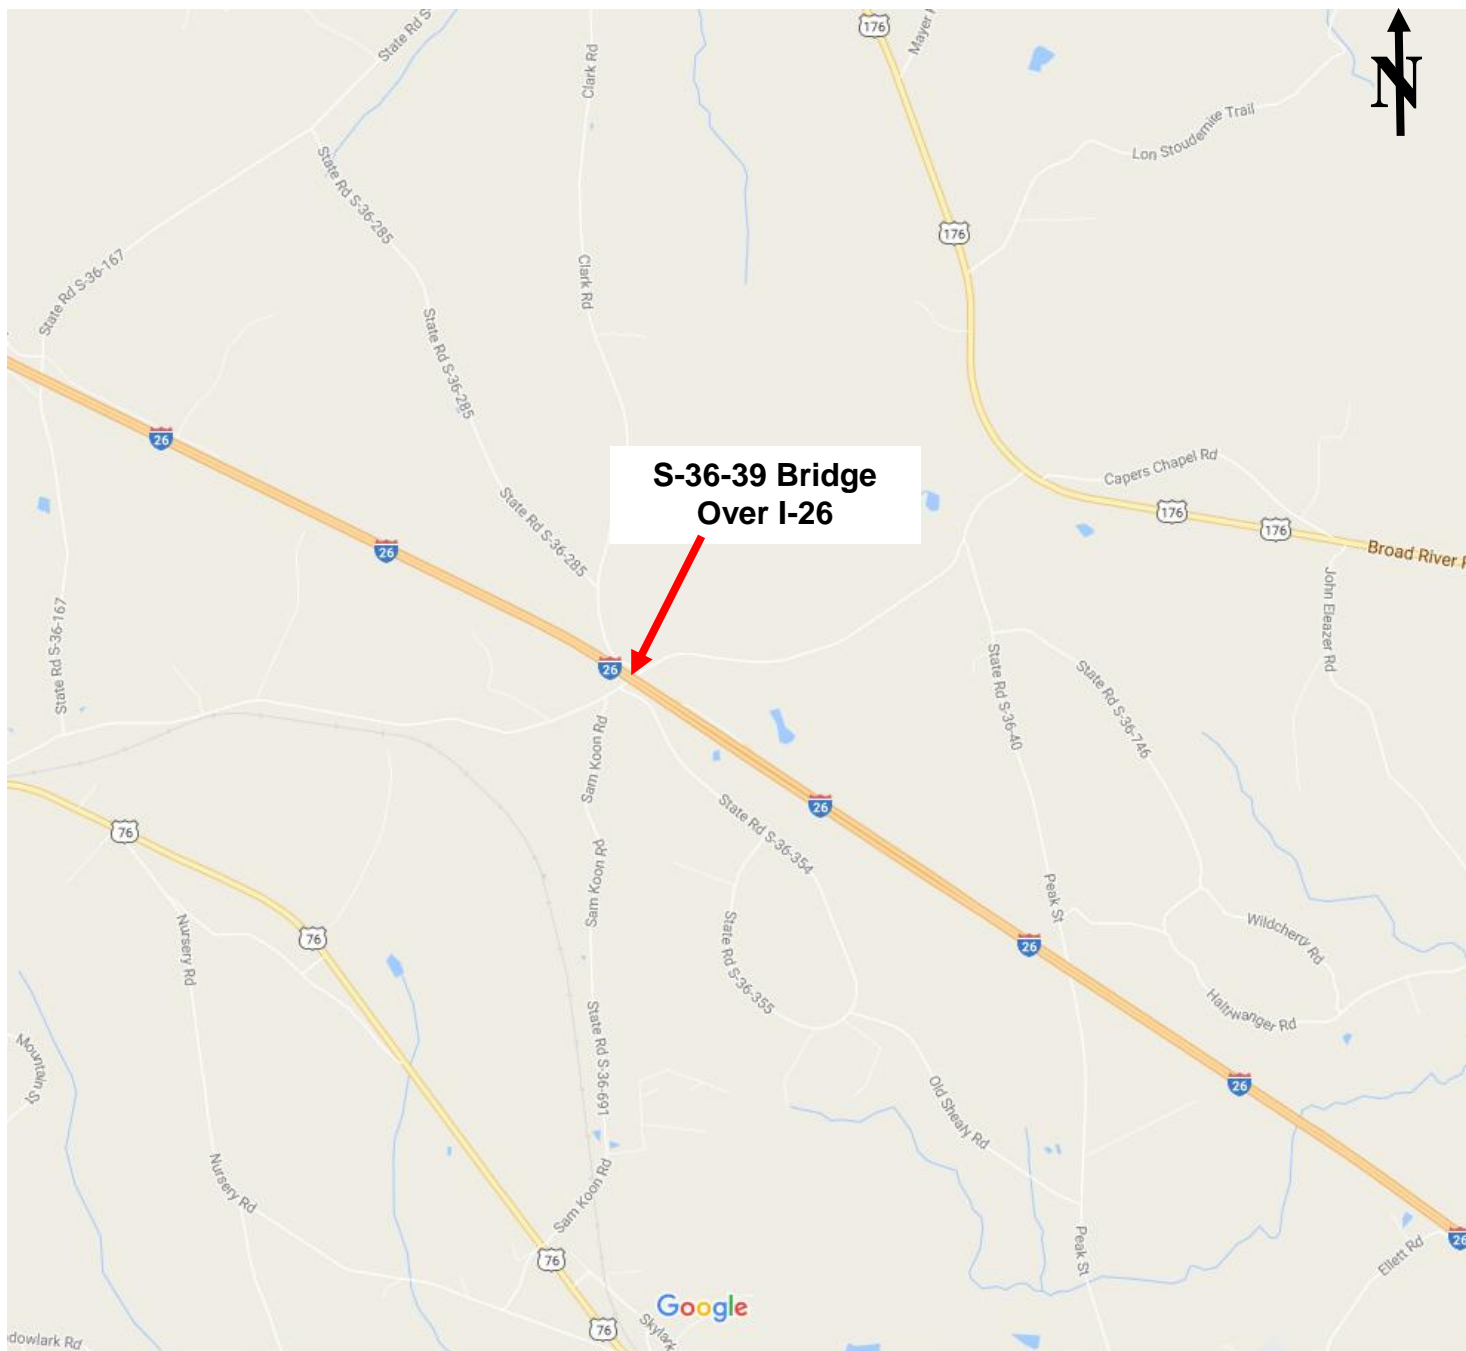 State Rd S-
176
Mayer
N
Clark Rd
Lon Stoudemire Trail
State Rd S-36-285
176
State Rd S-36-167
Clark Rd
State Rd S-36-285
26
S-36-39 Bridge
Over I-26
Capers Chapel Rd
State Rd S-36-285
176
176
26
Broad River
John Eleazer Rd
State Rd S-36-167
26
State Rd S-36-40
State Rd S-36-746
Sam Koon Rd
State Rd S-36-354
26
76
Sam Koon Rd
Peak St
Nursery Rd
State Rd S-36-355
Wildcherry Rd
76
26
Haltiwanger Rd
State Rd S-36-691
Mountain St
26
Old Shealy Rd
Nursery Rd
Sam Koon Rd
Peak St
Ellett Rd
26
76
Google
Skylark
76
dowlark Rd